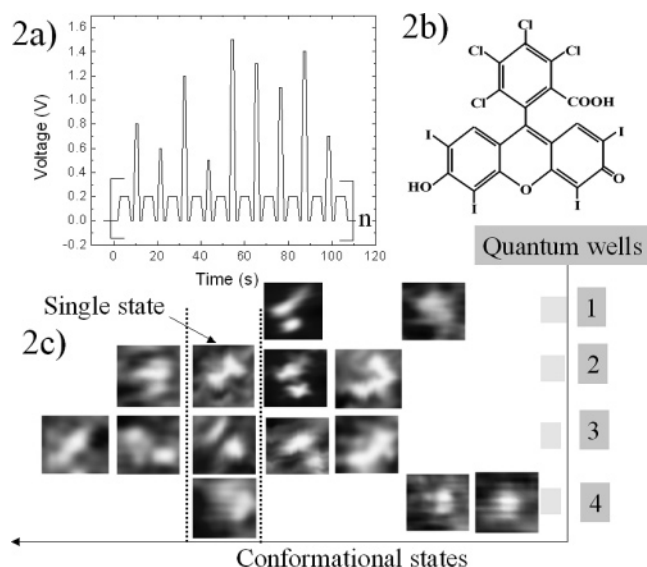 2a)
1.6
1.4
1.2
1.0
0.8
0.6
0.4
0.2
0.0
-0.2
Voltage (V)
0 20 40 60 80 100 120
Time (s)
n
2b)
Cl
Cl Cl
Cl COOH
I I
HO O O
I I
Quantum wells
2c)
Single state
1
2
3
4
Conformational states